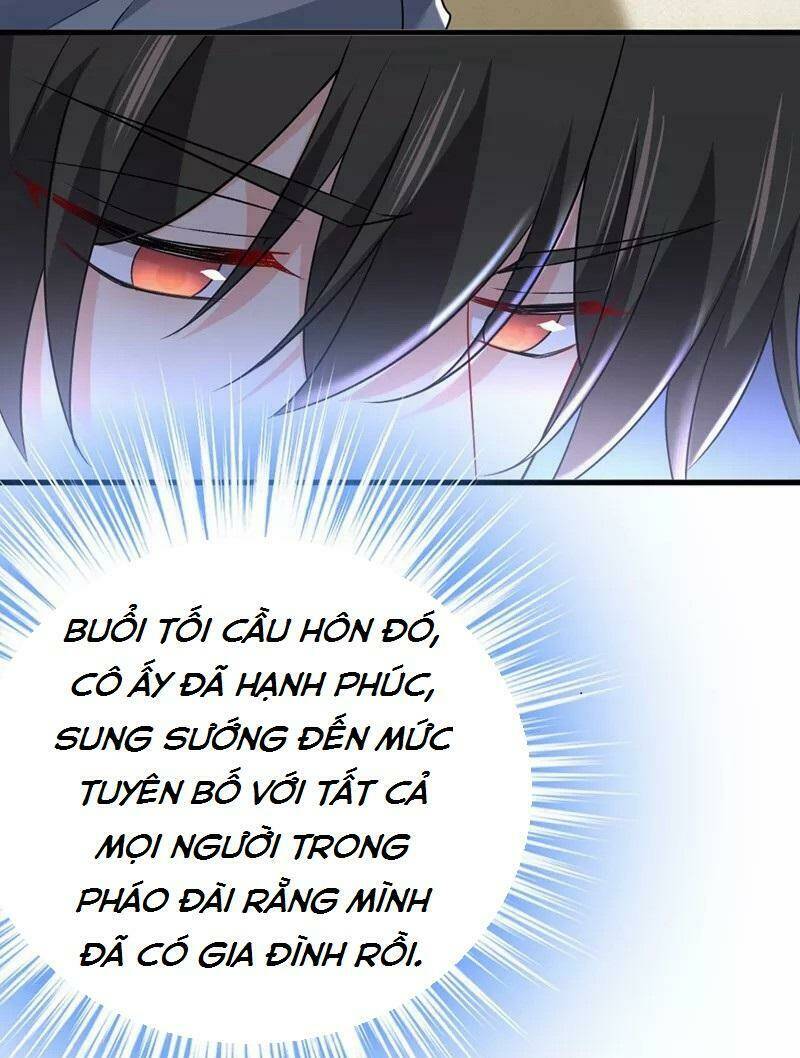 BUỔI TỐI CẦU HÔN ĐÓ,
CÔ ẤY ĐÃ HẠNH PHÚC,
SUNG SƯỚNG ĐẾN MỨC
TUYÊN BỐ VỚI TẤT CẢ
MỌI NGƯỜI TRONG
PHÁO ĐÀI RẰNG MÌNH
ĐÃ CÓ GIA ĐÌNH RỒI.